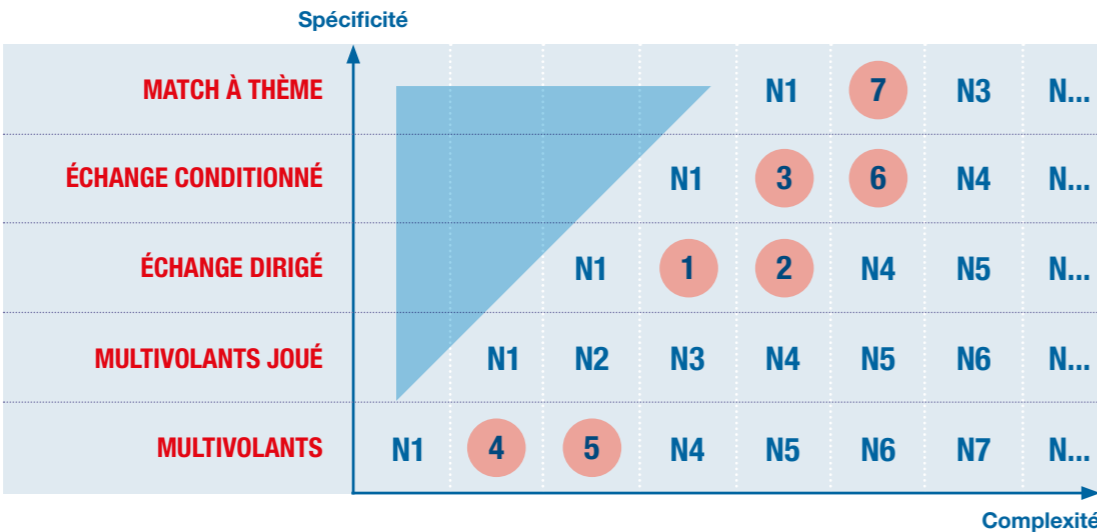 Spécificité
MATCH À THÈME N1 7 N3 N...
ÉCHANGE CONDITIONNÉ N1 3 6 N4 N...
ÉCHANGE DIRIGÉ N1 1 2 N4 N5 N...
MULTIVOLANTS JOUÉ N1 N2 N3 N4 N5 N6 N...
MULTIVOLANTS N1 4 5 N4 N5 N6 N7 N...
Complexité